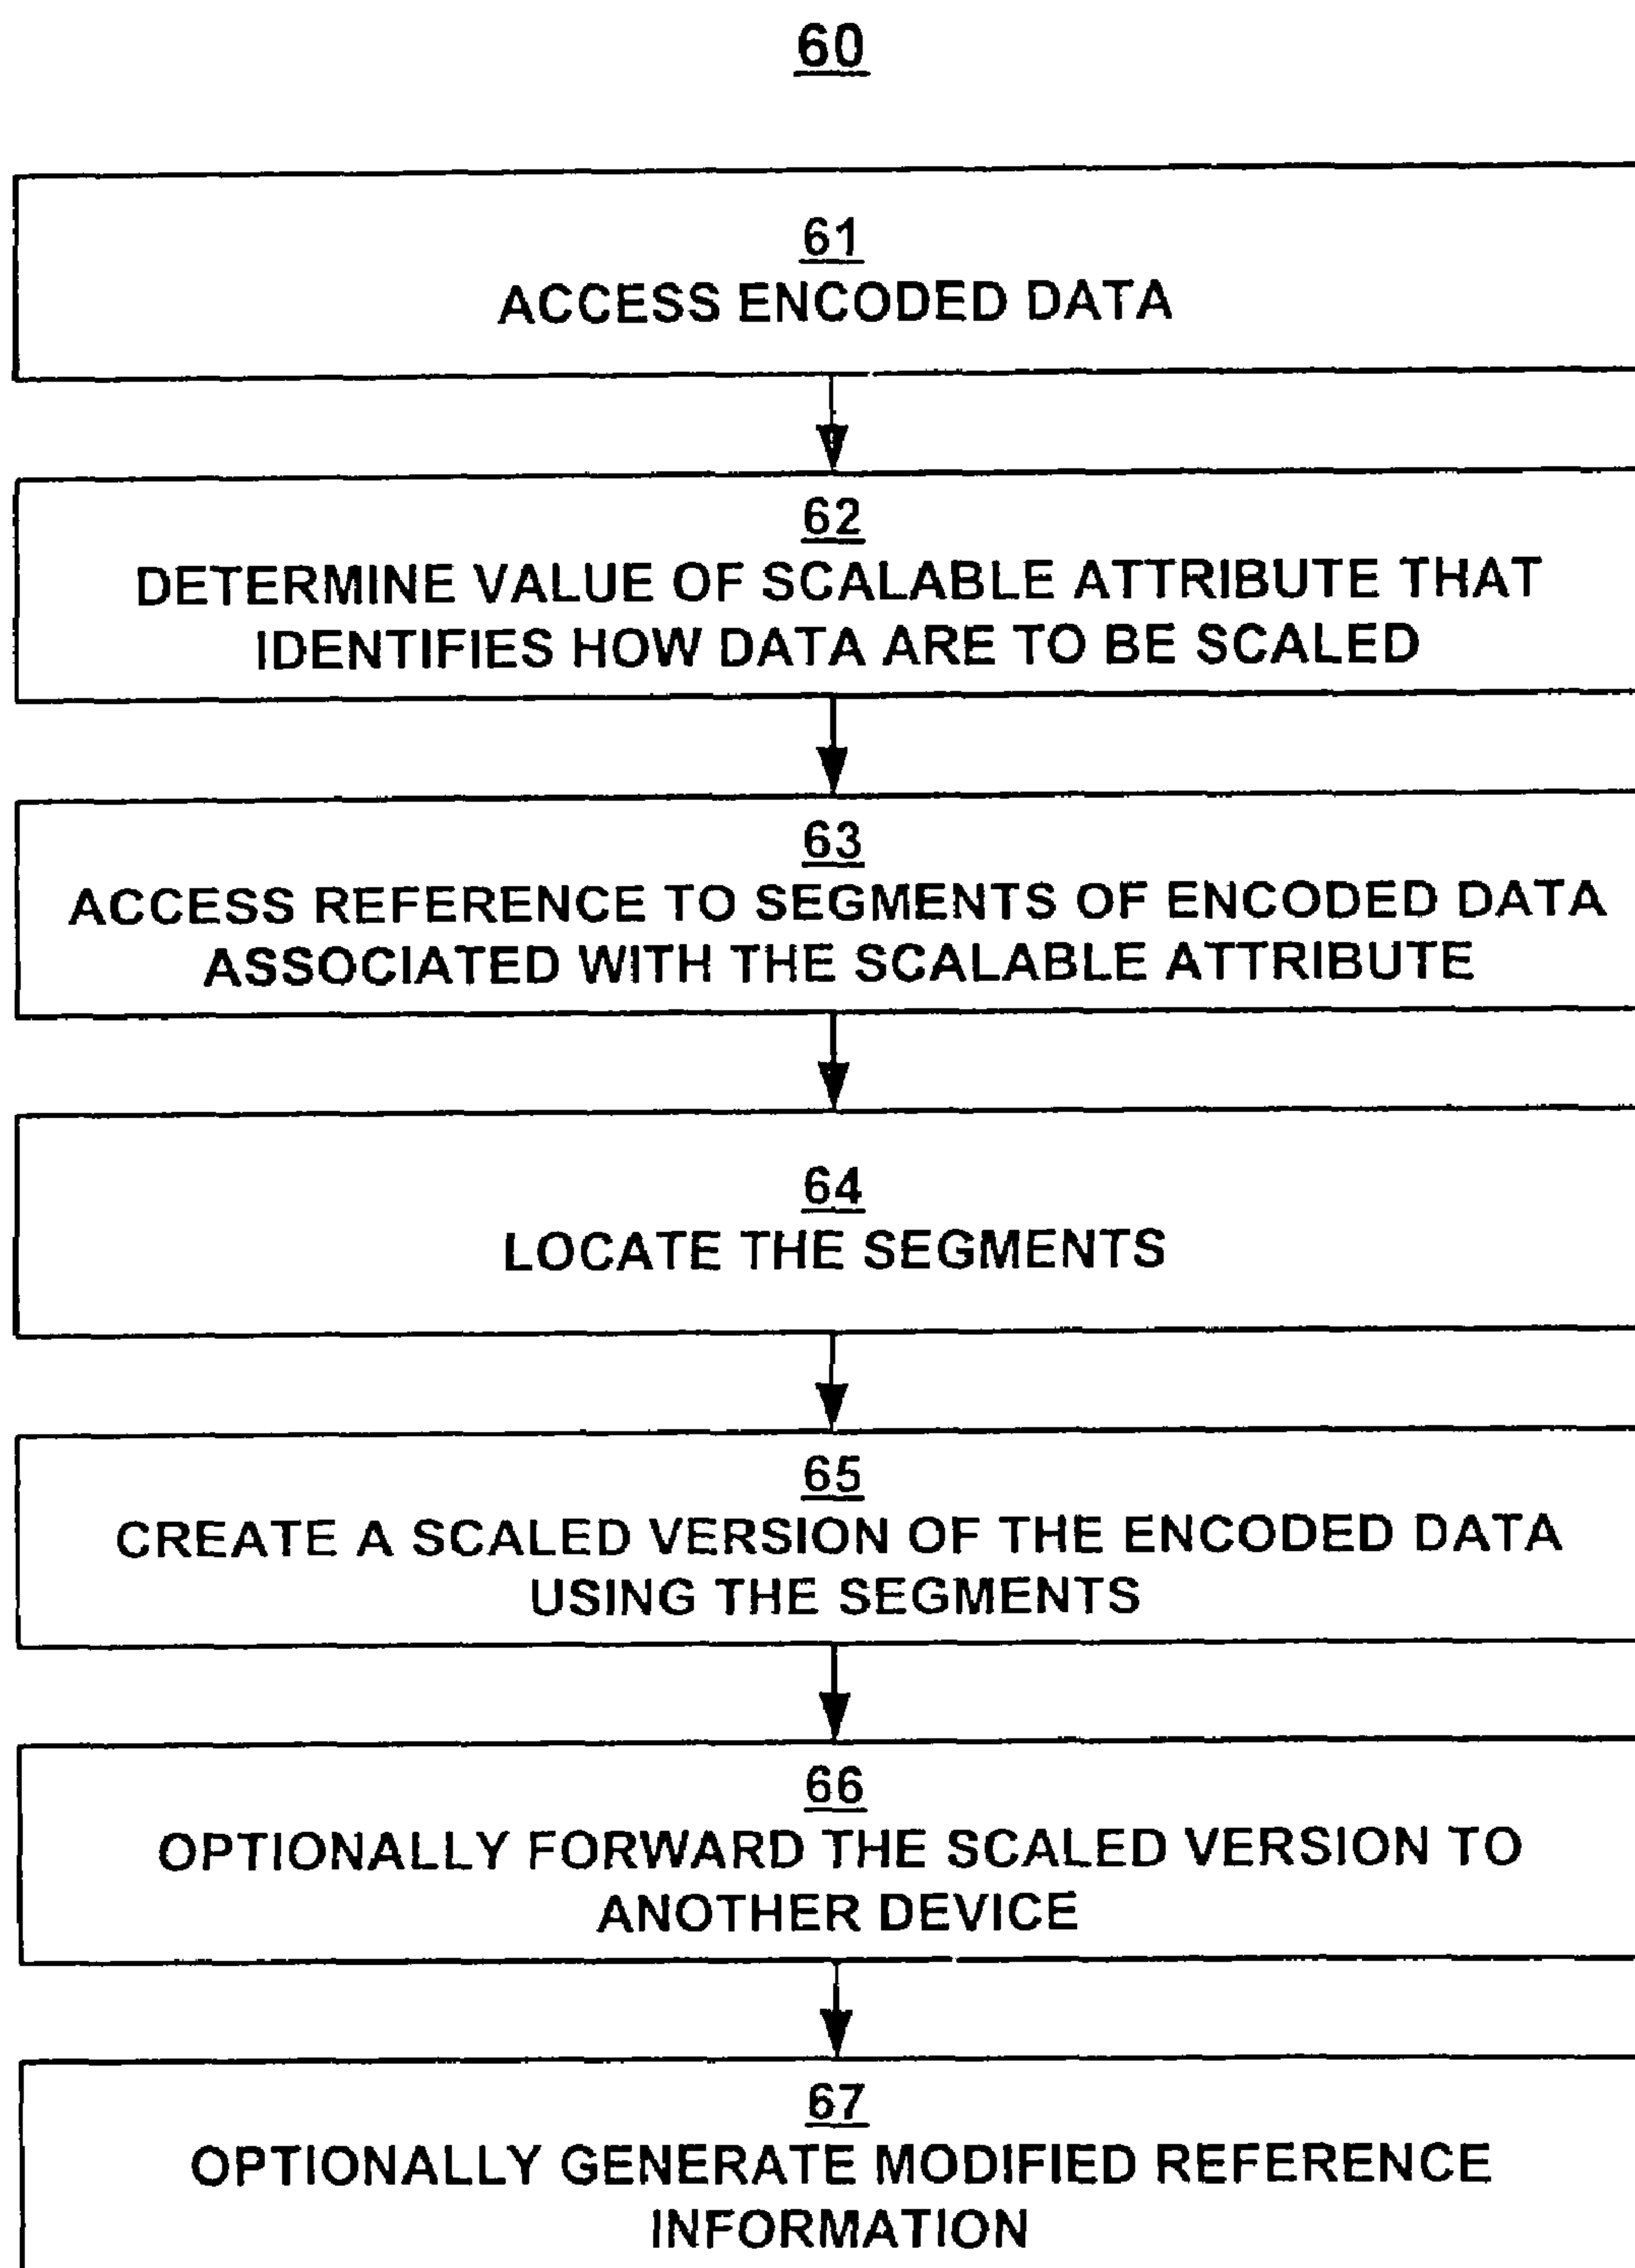 60
61
ACCESS ENCODED DATA
62
DETERMINE VALUE OF SCALABLE ATTRIBUTE THAT
IDENTIFIES HOW DATA ARE TO BE SCALED
63
ACCESS REFERENCE TO SEGMENTS OF ENCODED DATA
ASSOCIATED WITH THE SCALABLE ATTRIBUTE
64
LOCATE THE SEGMENTS
65
CREATE A SCALED VERSION OF THE ENCODED DATA
USING THE SEGMENTS
66
OPTIONALLY FORWARD THE SCALED VERSION TO
ANOTHER DEVICE
67
OPTIONALLY GENERATE MODIFIED REFERENCE
INFORMATION